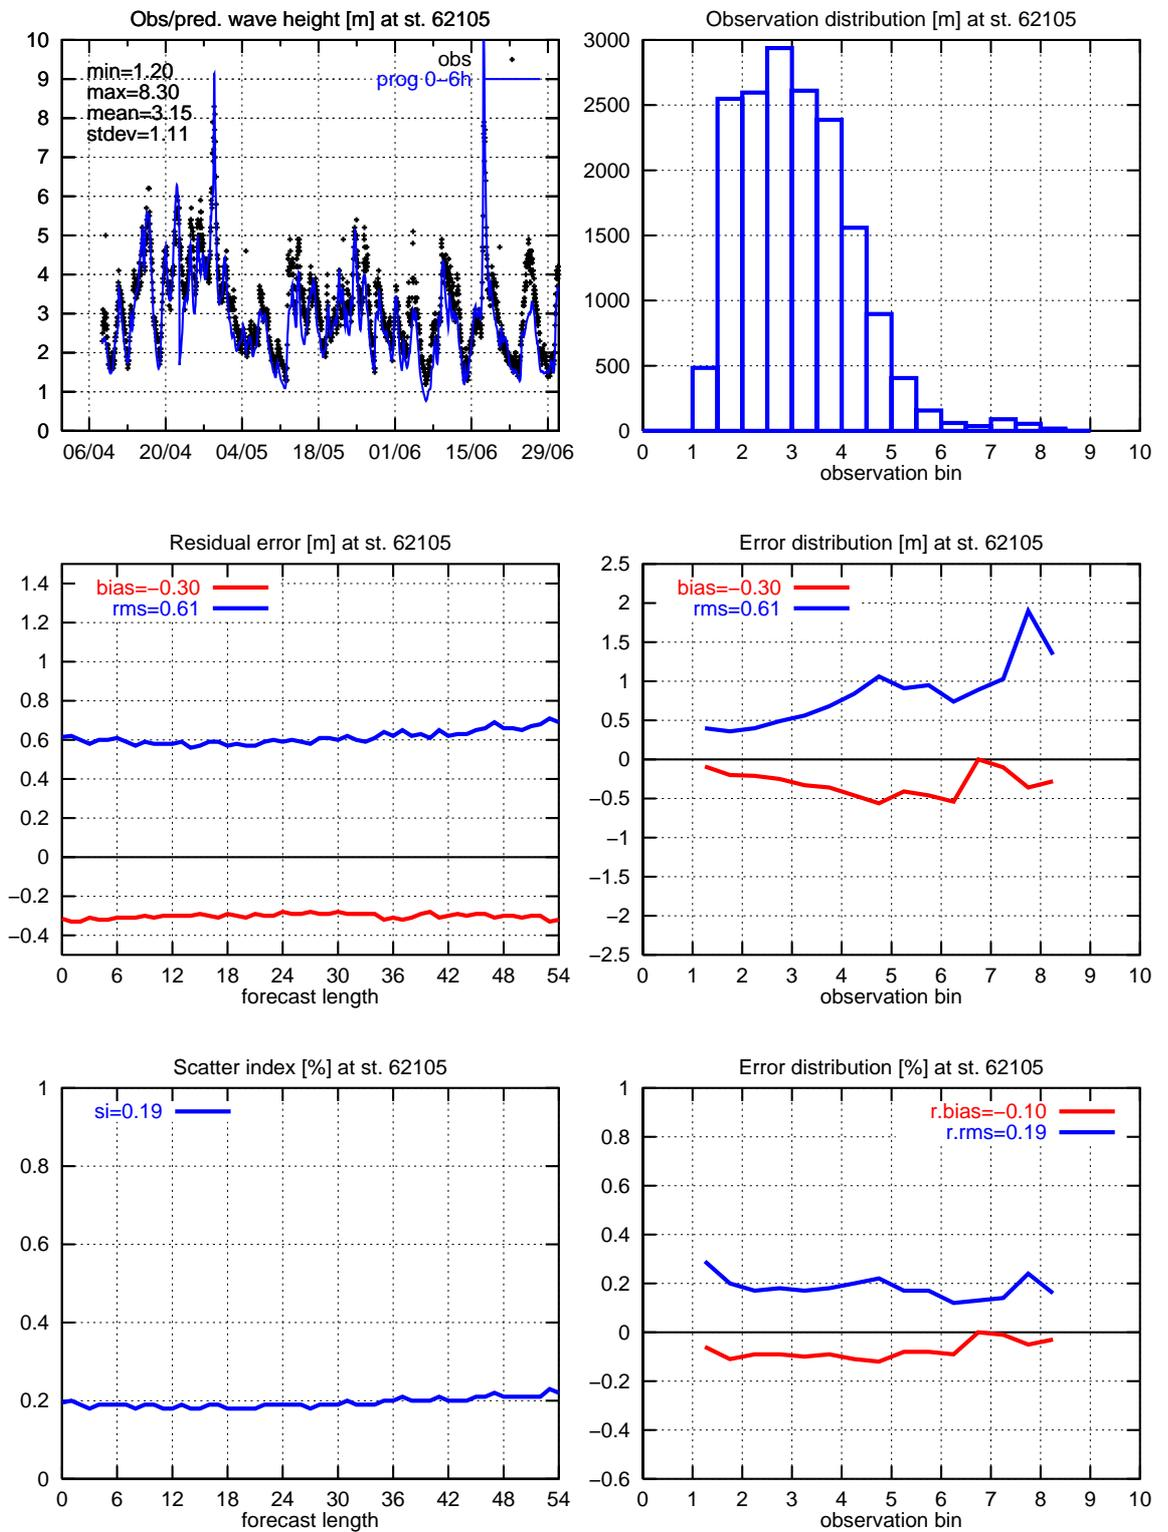 Obs/pred. wave height [m] at st. 62105
10
9
8
7
6
5
4
3
2
1
0
min=1.20
max=8.30
mean=3.15
stdev=1.11
obs
prog 0−6h
06/04 20/04 04/05 18/05 01/06 15/06 29/06
Observation distribution [m] at st. 62105
3000
2500
2000
1500
1000
500
0
0 1 2 3 4 5 6 7 8 9 10
observation bin
Residual error [m] at st. 62105
1.4
1.2
1
0.8
0.6
0.4
0.2
0
−0.2
−0.4
bias=−0.30
rms=0.61
0 6 12 18 24 30 36 42 48 54
forecast length
Error distribution [m] at st. 62105
2.5
2
1.5
1
0.5
0
−0.5
−1
−1.5
−2
−2.5
bias=−0.30
rms=0.61
0 1 2 3 4 5 6 7 8 9 10
observation bin
Scatter index [%] at st. 62105
1
0.8
0.6
0.4
0.2
0
si=0.19
0 6 12 18 24 30 36 42 48 54
forecast length
Error distribution [%] at st. 62105
1
0.8
0.6
0.4
0.2
0
−0.2
−0.4
−0.6
r.bias=−0.10
r.rms=0.19
0 1 2 3 4 5 6 7 8 9 10
observation bin